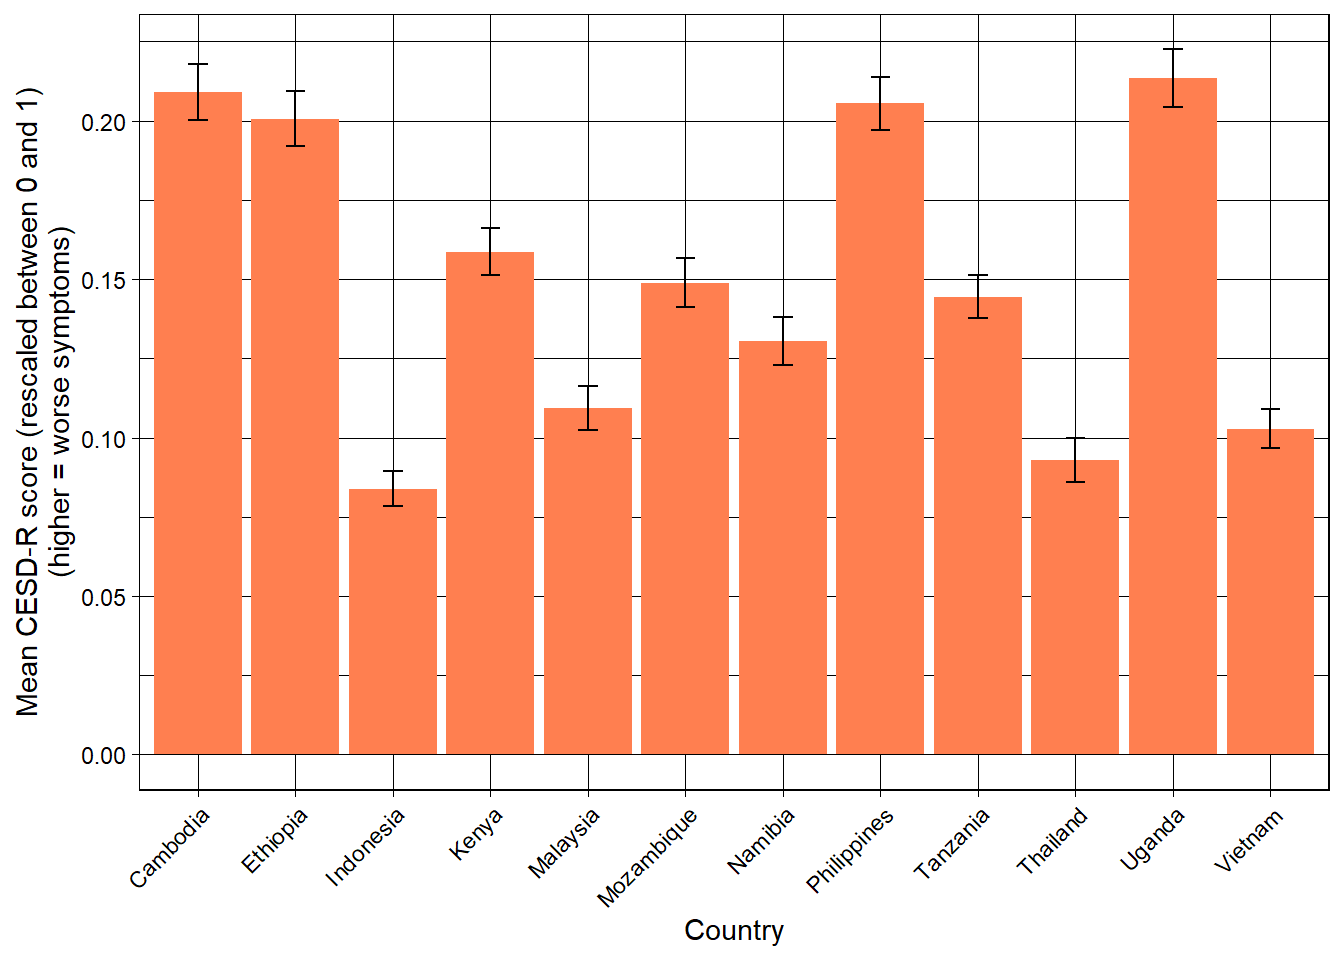 Mean CESD-R score (rescaled between 0 and 1)
(higher = worse symptoms)
0.20
0.15
0.10
0.05
0.00
Cambodia
Ethiopia
Indonesia
Kenya
Malaysia
Mozambique
Namibia
Philippines
Tanzania
Thailand
Uganda
Vietnam
Country